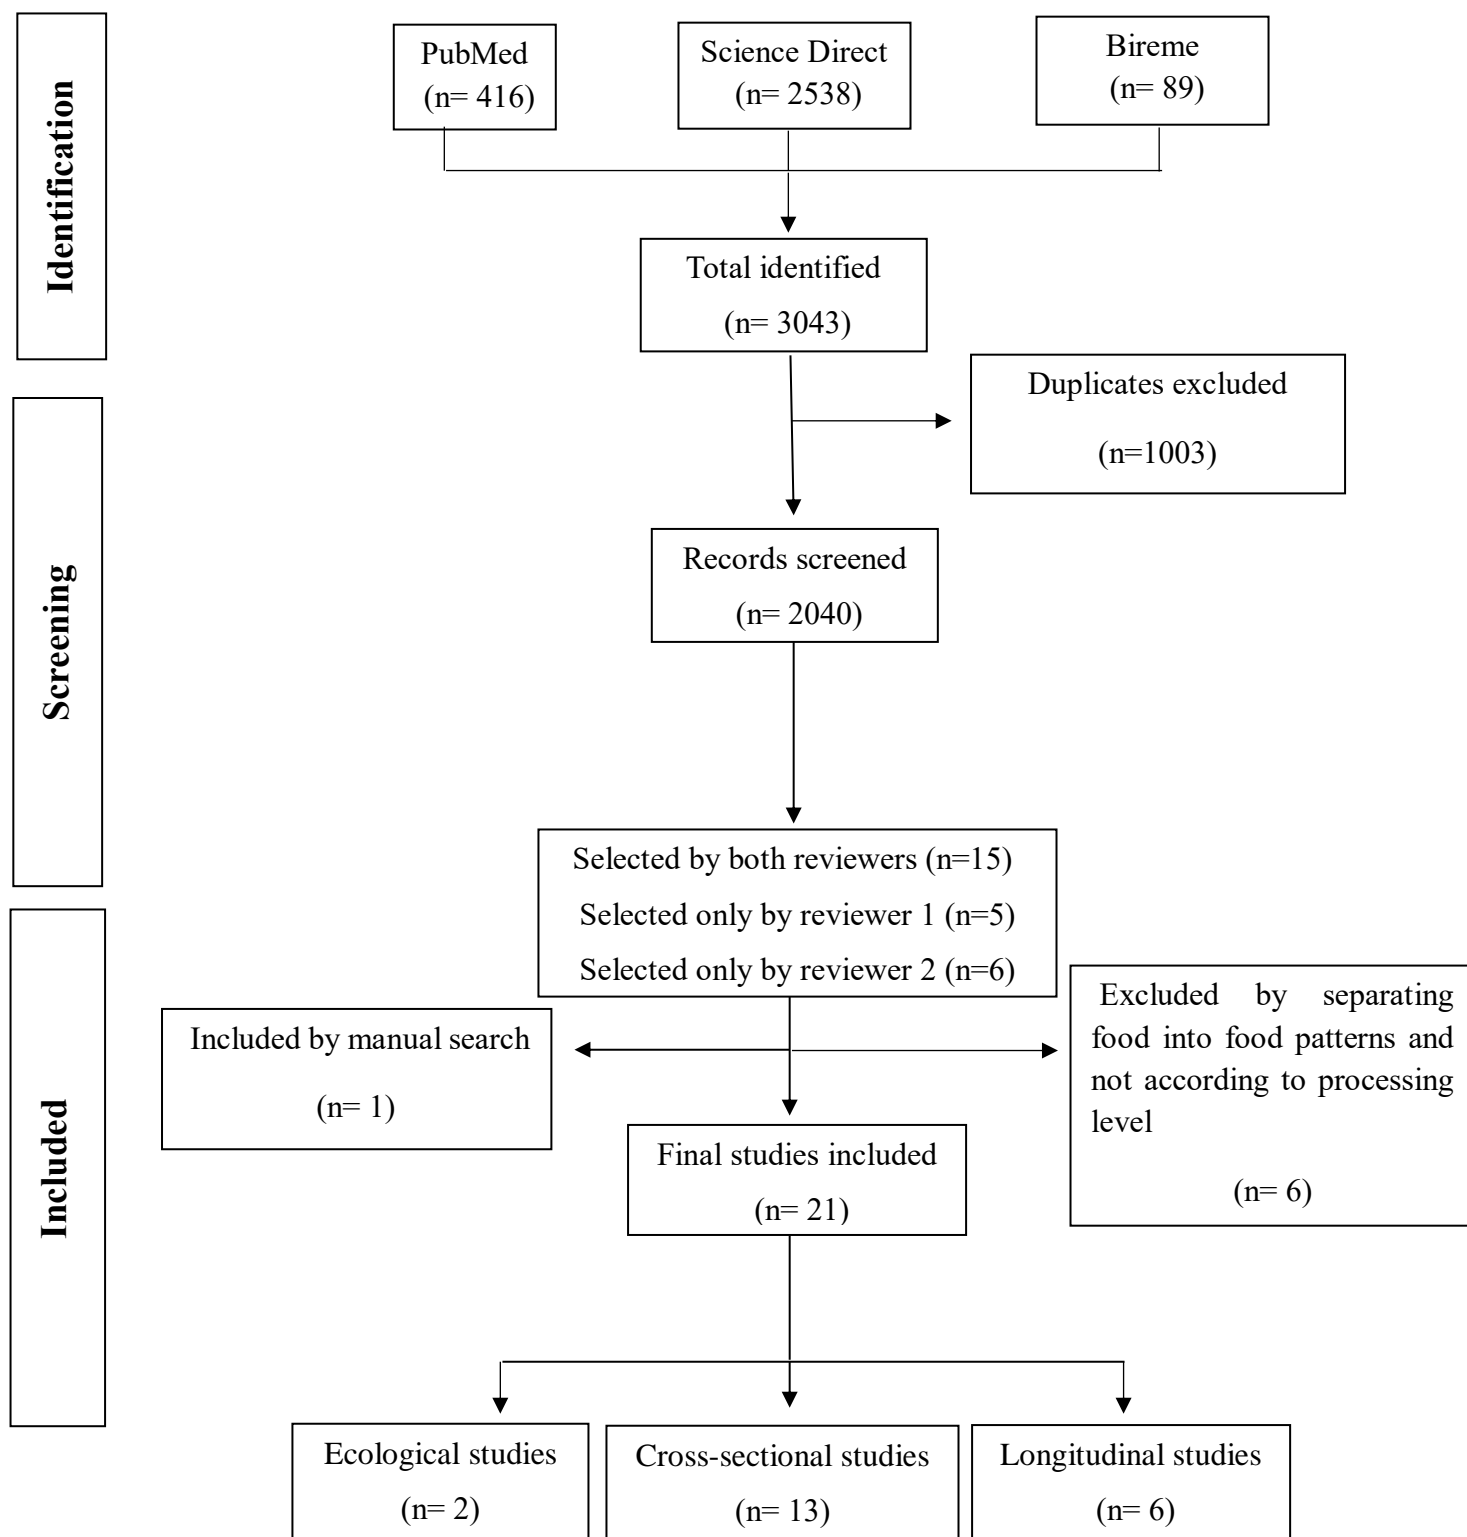 Identification
PubMed
(n= 416)
Science Direct
(n= 2538)
Bireme
(n= 89)
Total identified
(n= 3043)
Duplicates excluded
(n=1003)
Screening
Records screened
(n= 2040)
Selected by both reviewers (n=15)
Selected only by reviewer 1 (n=5)
Selected only by reviewer 2 (n=6)
Included
Included by manual search
(n= 1)
Excluded by separating
food into food patterns and
not according to processing
level
(n= 6)
Final studies included
(n= 21)
Ecological studies
(n= 2)
Cross-sectional studies
(n= 13)
Longitudinal studies
(n= 6)